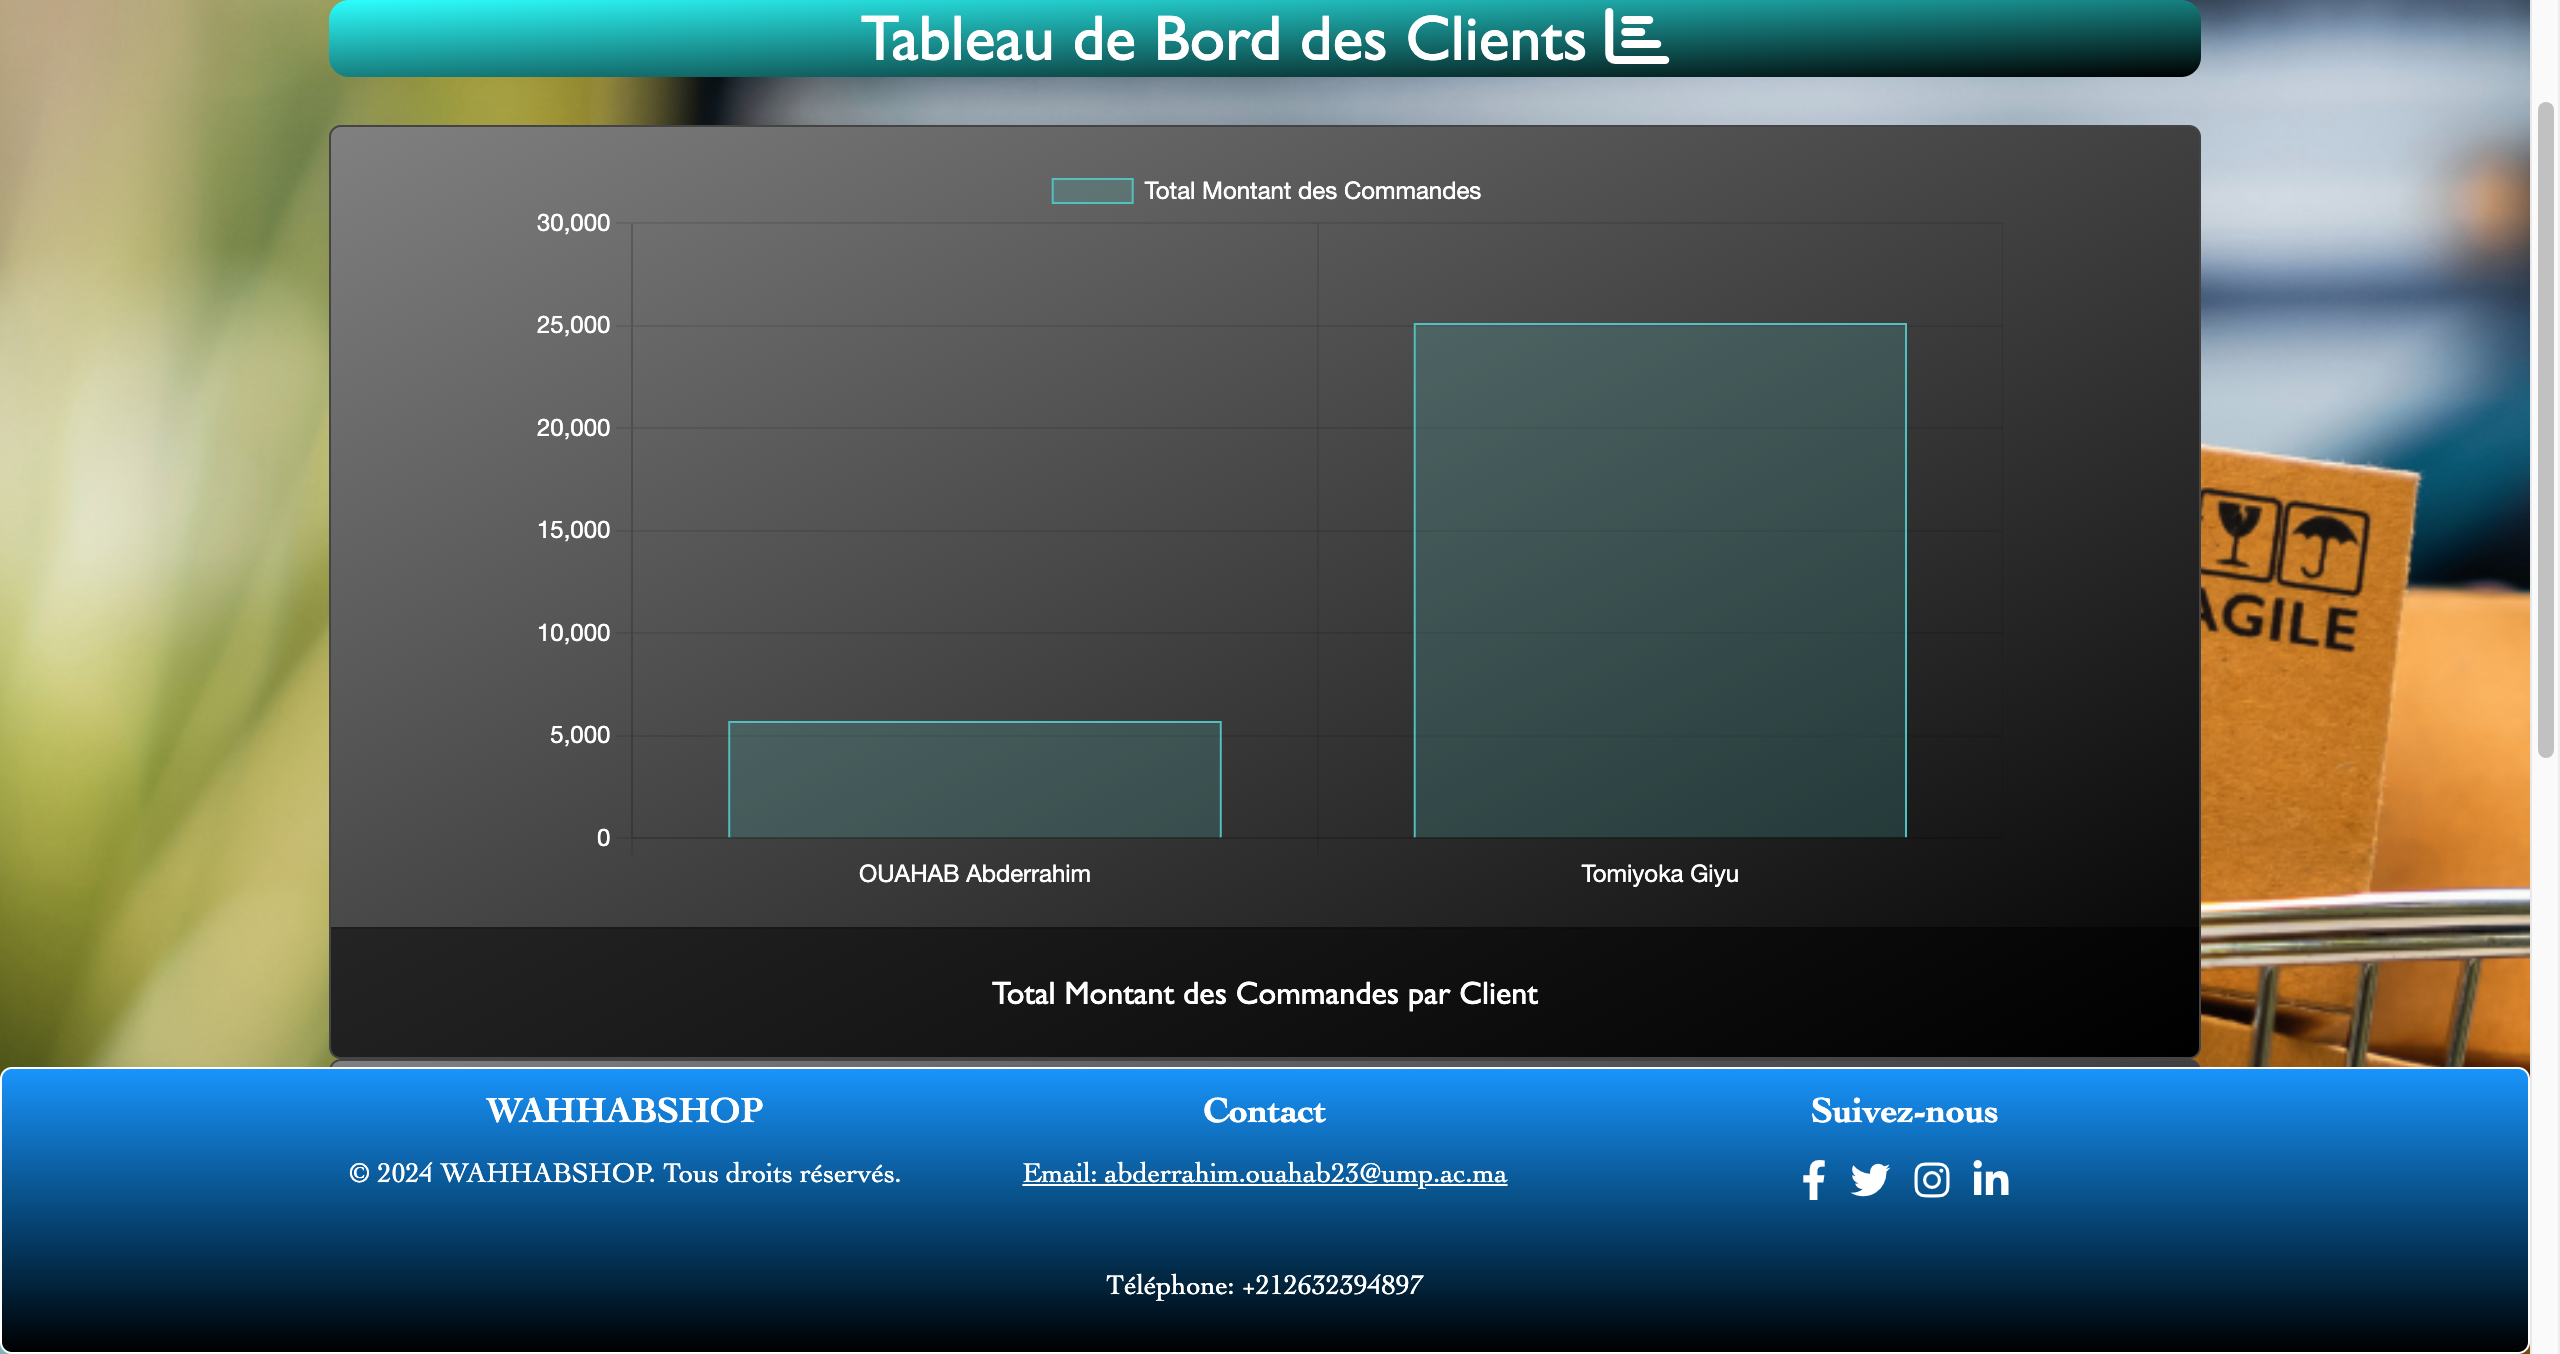 Tableau de Bord des Clients
Total Montant des Commandes
30,000
25,000
20,000
15,000
10,000
5,000
0
OUAHAB Abderrahim
Tomiyoka Giyu
AGILE
Total Montant des Commandes par Client
WAHHABSHOP
© 2024 WAHHABSHOP. Tous droits réservés.
Contact
Email: abderrahim.ouahab23@ump.ac.ma
Téléphone: +212632394897
Suivez-nous